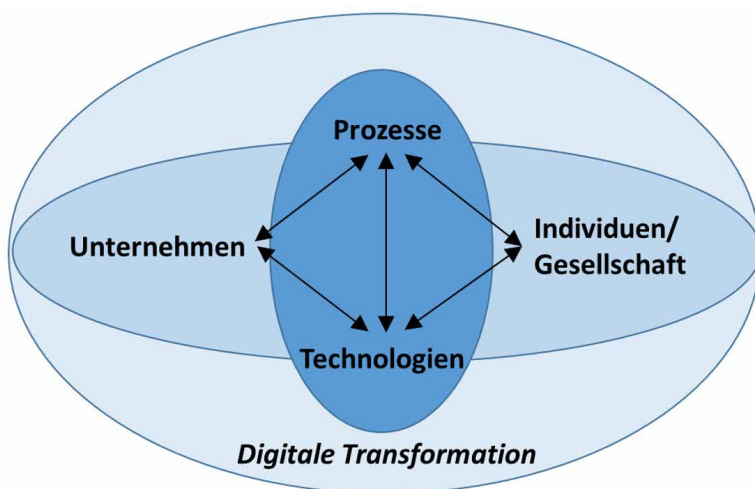 Prozesse
Unternehmen
Individuen/
Gesellschaft
Technologien
Digitale Transformation